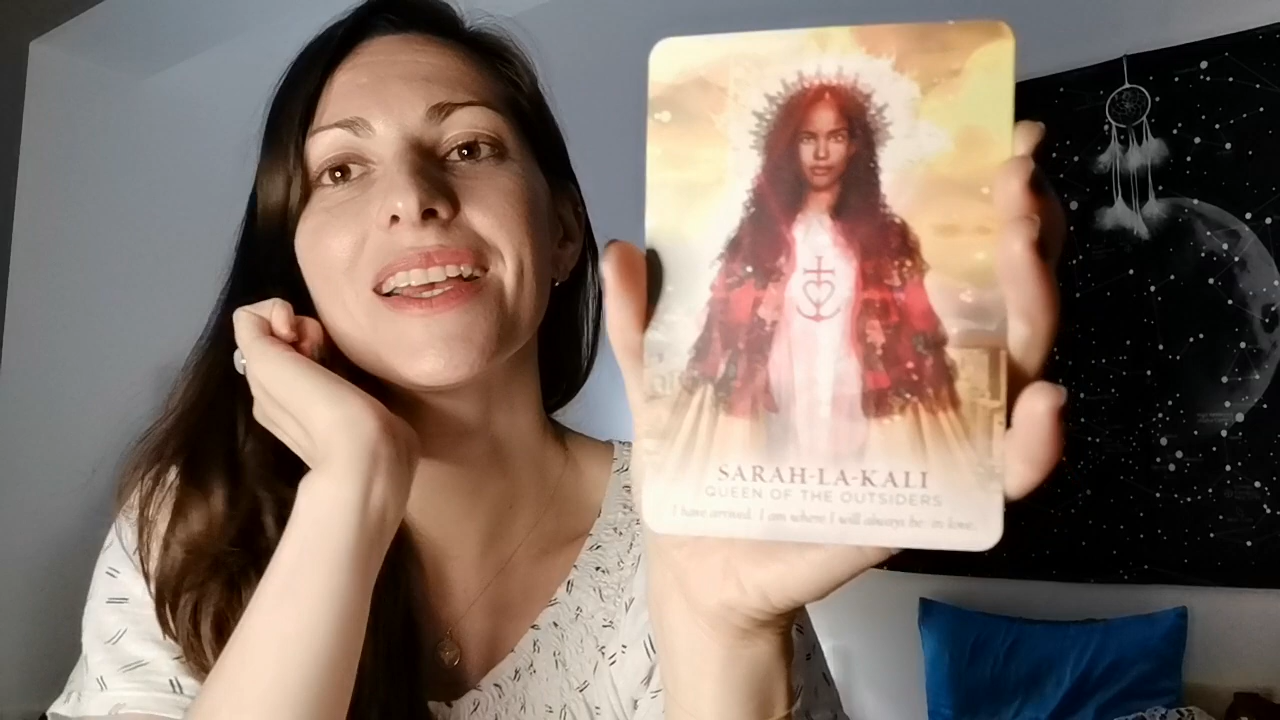 SARAH-LA-KALI
QUEEN OF THE OUTSIDERS
I have arrived. I am where I will always be: in love.